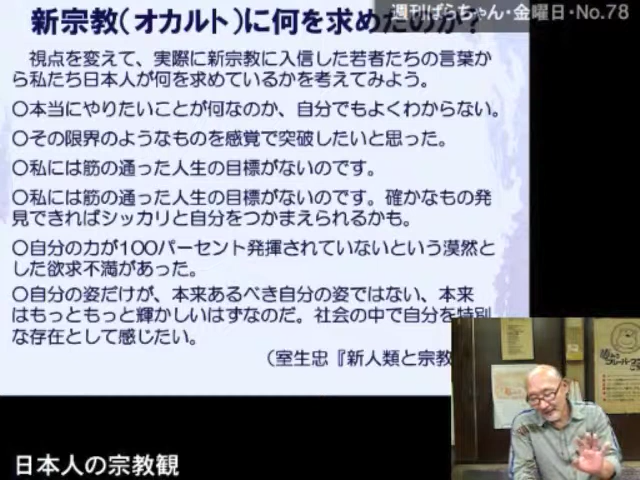 新宗教(オカルト)に何を求めたのか?
週刊ばらちゃん・金曜日・No.78
視点を変えて、実際に新宗教に入信した若者たちの言葉か
ら私たち日本人が何を求めているかを考えてみよう。
○本当にやりたいことが何なのか、自分でもよくわからない。
○その限界のようなものを感覚で突破したいと思った。
○私には筋の通った人生の目標がないのです。
○私には筋の通った人生の目標がないのです。確かなもの発
見できればシッカリと自分をつかまえられるかも。
○自分の力が100パーセント発揮されていないという漠然と
した欲求不満があった。
○自分の姿だけが、本来あるべき自分の姿ではない、本来
はもっともっと輝かしいはずなのだ。社会の中で自分を特別
な存在として感じたい。
(室生忠『新人類と宗教
日本人の宗教観